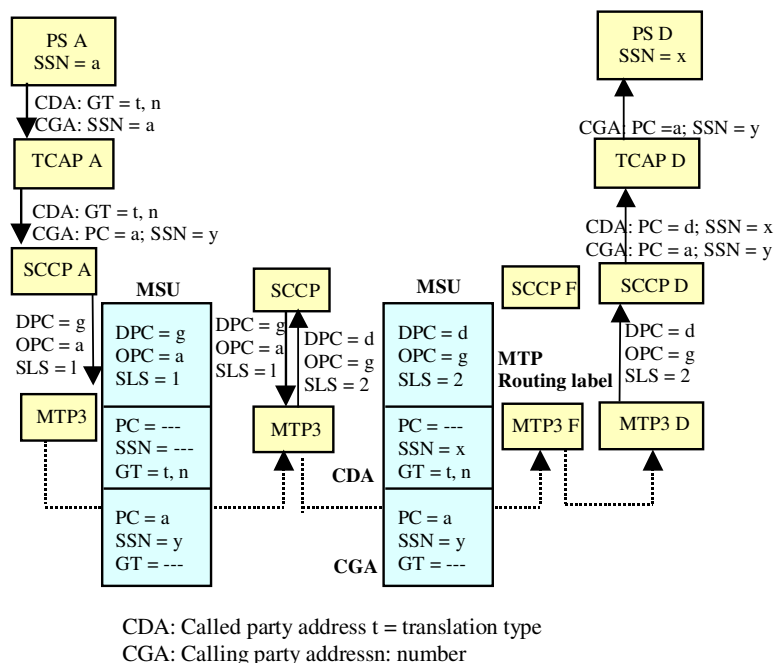 PS A
SSN = a
CDA: GT = t, n
CGA: SSN = a
TCAP A
CDA: GT = t, n
CGA: PC = a; SSN = y
SCCP A
DPC = g
OPC = a
SLS = 1
MTP3
MSU
DPC = g
OPC = a
SLS = 1
PC = ---
SSN = ---
GT = t, n
PC = a
SSN = y
GT = ---
SCCP
DPC = g
OPC = a
SLS = 1
DPC = d
OPC = g
SLS = 2
MTP3
CDA
CGA
MSU
DPC = d
OPC = g
SLS = 2
PC = ---
SSN = x
GT = t, n
PC = a
SSN = y
GT = ---
SCCP F
MTP
Routing label
MTP3 F
PS D
SSN = x
CGA: PC =a; SSN = y
TCAP D
CDA: PC = d; SSN = x
CGA: PC = a; SSN = y
SCCP D
DPC = d
OPC = g
SLS = 2
MTP3 D
CDA: Called party address t = translation type
CGA: Calling party addressn: number